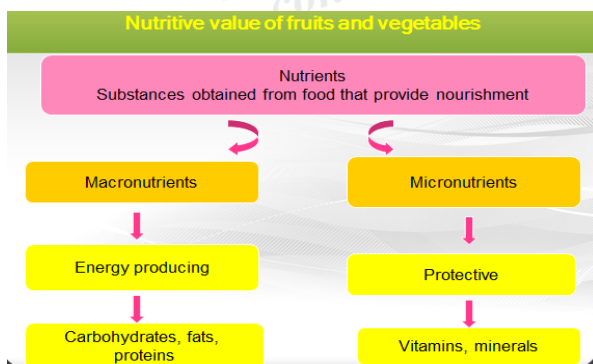 Nutritive value of fruits and vegetables
Nutrients
Substances obtained from food that provide nourishment
Macronutrients
Micronutrients
Energy producing
Protective
Carbohydrates, fats,
proteins
Vitamins, minerals